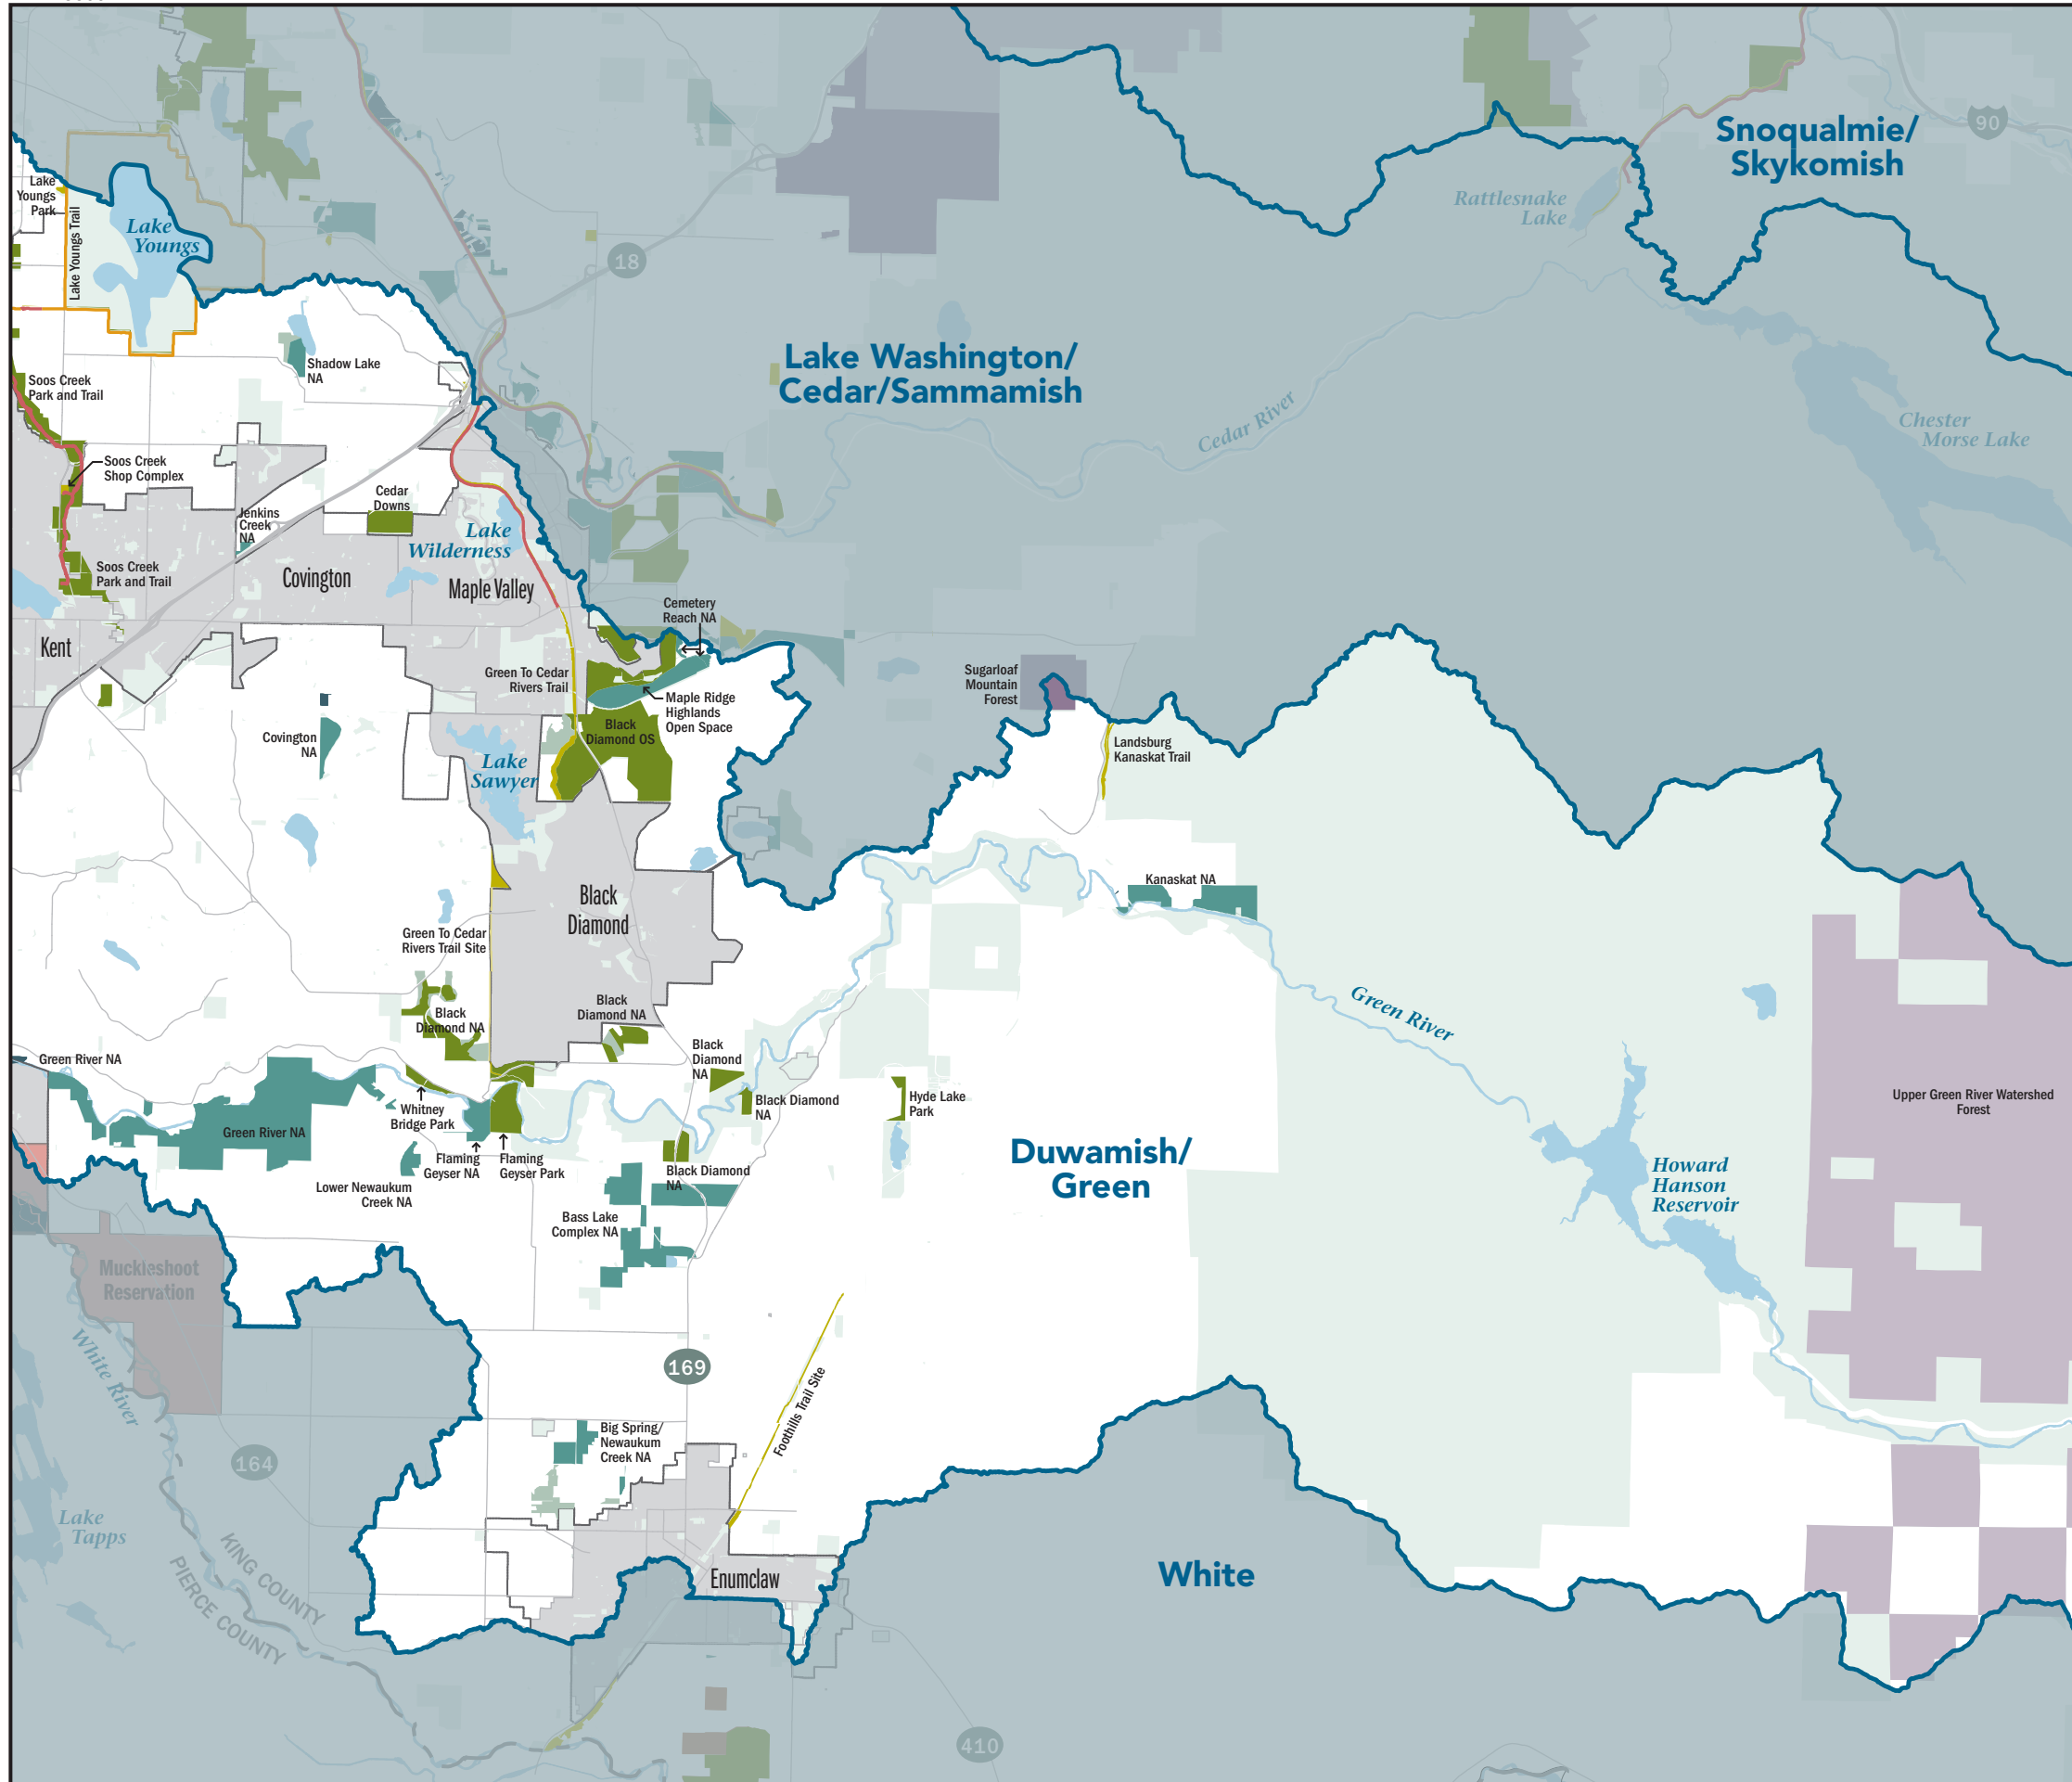 Snoqualmie/
Skykomish
90
Rattlesnake
Lake
Lake
Youngs
Park
Lake Youngs Trail
Lake
Youngs
18
Lake Washington/
Cedar/Sammamish
Cedar River
Chester
Morse Lake
Shadow Lake
NA
Soos Creek
Park and Trail
Soos Creek
Shop Complex
Cedar
Downs
Jenkins
Creek
NA
Lake
Wilderness
Soos Creek
Park and Trail
Covington
Maple Valley
Kent
Cemetery
Reach NA
Green To Cedar
Rivers Trail
Maple Ridge
Highlands
Open Space
Sugarloaf
Mountain
Forest
Black
Diamond OS
Covington
NA
Landsburg
Kanaskat Trail
Lake
Sawyer
Black
Diamond
Kanaskat NA
Green To Cedar
Rivers Trail Site
Black
Diamond NA
Black
Diamond NA
Green River
Green River NA
Black
Diamond
NA
Black Diamond
NA
Hyde Lake
Park
Upper Green River Watershed
Forest
Whitney
Bridge Park
Green River NA
Flaming
Geyser NA
Flaming
Geyser Park
Black Diamond
NA
Lower Newaukum
Creek NA
Duwamish/
Green
Howard
Hanson
Reservoir
Bass Lake
Complex NA
Muckleshoot
Reservation
White River
169
Foothills Trail Site
Big Spring/
Newaukum
Creek NA
164
Lake
Tapps
KING COUNTY
PIERCE COUNTY
Enumclaw
White
410